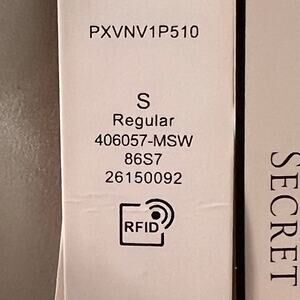 PXVNV1P510
S
Regular
406057-MSW
86S7
26150092
RFID
SECRET